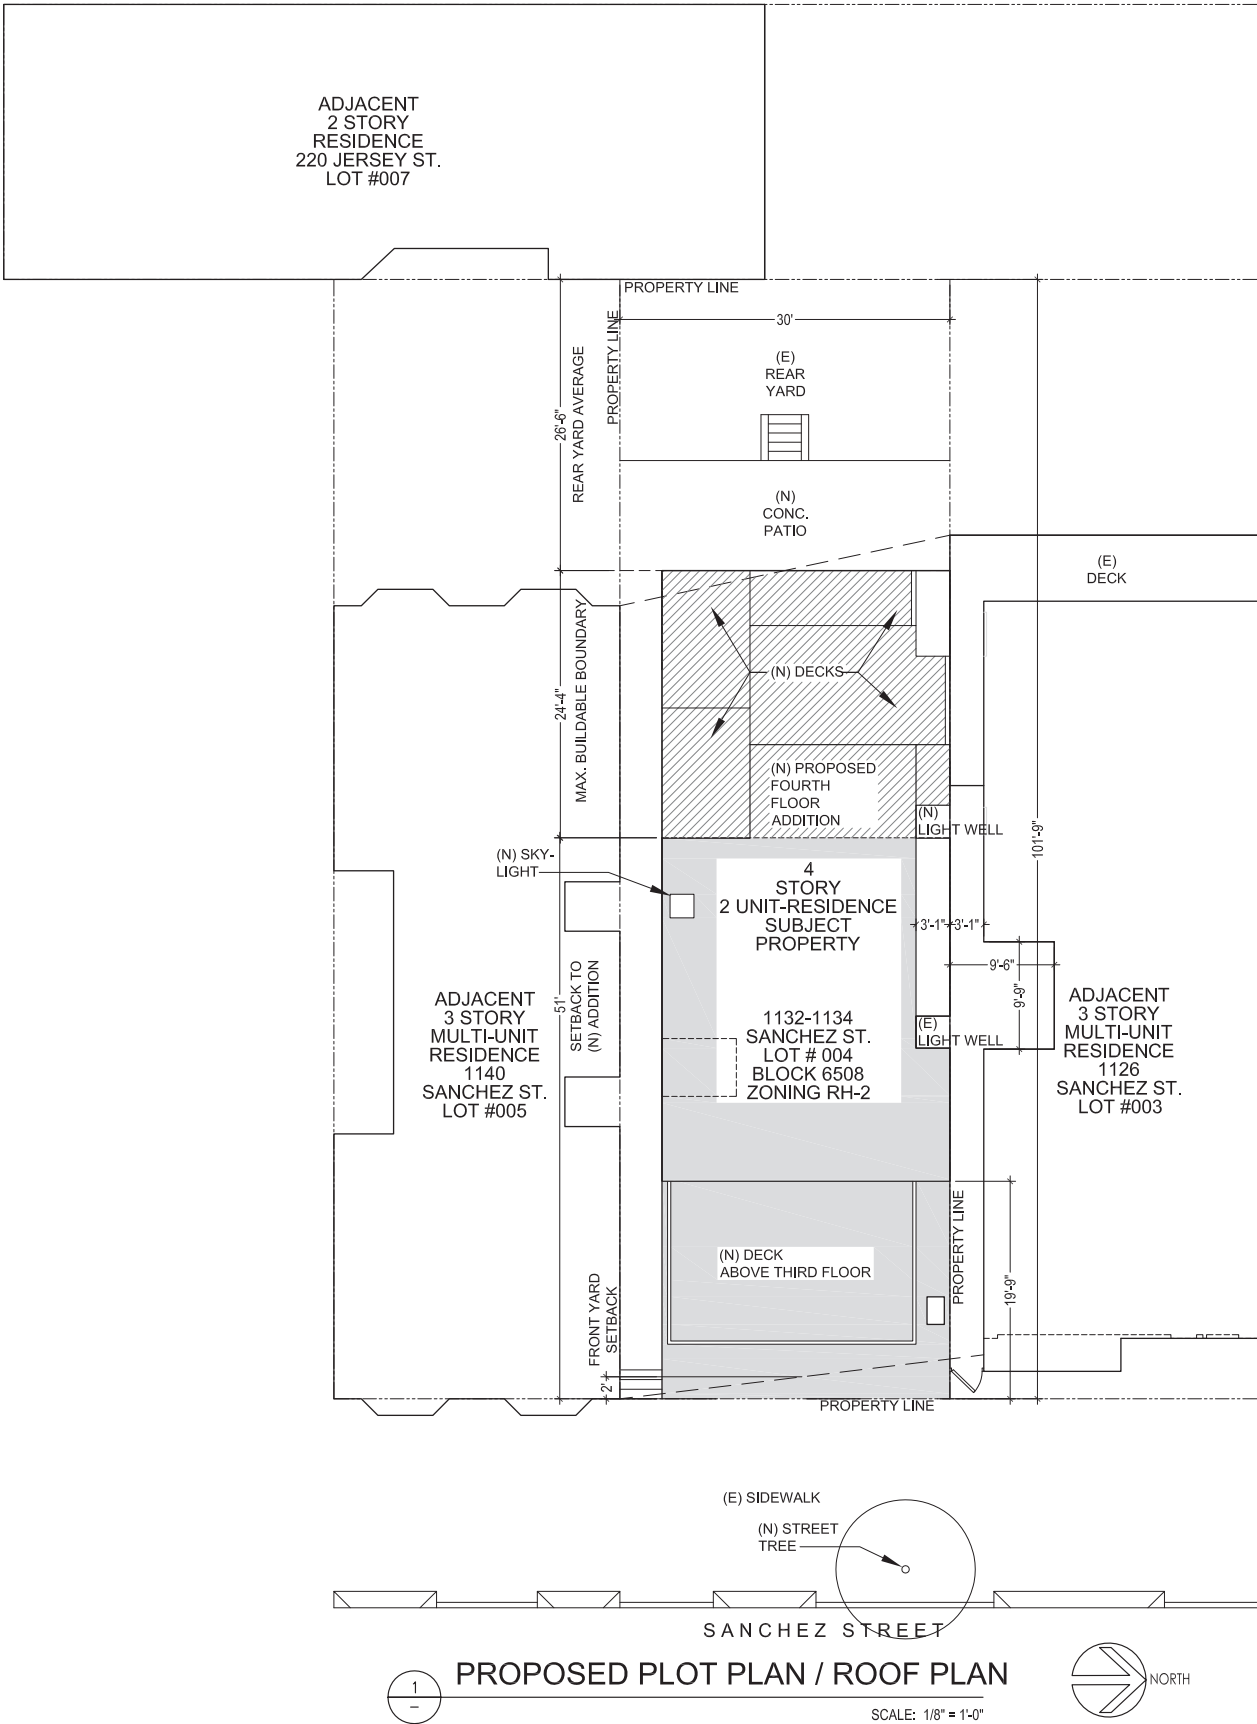 ADJACENT
2 STORY
RESIDENCE
220 JERSEY ST.
LOT #007
PROPERTY LINE
30'
PROPERTY LINE
(E)
REAR
YARD
26'-6"
REAR YARD AVERAGE
(N)
CONC.
PATIO
(E)
DECK
24'-4"
MAX. BUILDABLE BOUNDARY
(N) DECKS
(N) PROPOSED
FOURTH
FLOOR
ADDITION
(N)
LIGHT WELL
101'-9"
(N) SKY-
LIGHT
4
STORY
2 UNIT-RESIDENCE
SUBJECT
PROPERTY
3'-1"
3'-1"
9'-6"
9'-9"
51'
SETBACK TO
(N) ADDITION
ADJACENT
3 STORY
MULTI-UNIT
RESIDENCE
1140
SANCHEZ ST.
LOT #005
1132-1134
SANCHEZ ST.
LOT # 004
BLOCK 6508
ZONING RH-2
(E)
LIGHT WELL
ADJACENT
3 STORY
MULTI-UNIT
RESIDENCE
1126
SANCHEZ ST.
LOT #003
PROPERTY LINE
(N) DECK
ABOVE THIRD FLOOR
19'-9"
FRONT YARD
SETBACK
2'
PROPERTY LINE
(E) SIDEWALK
(N) STREET
TREE
SANCHEZ STREET
1
–
PROPOSED PLOT PLAN / ROOF PLAN
SCALE: 1/8" = 1'-0"
NORTH